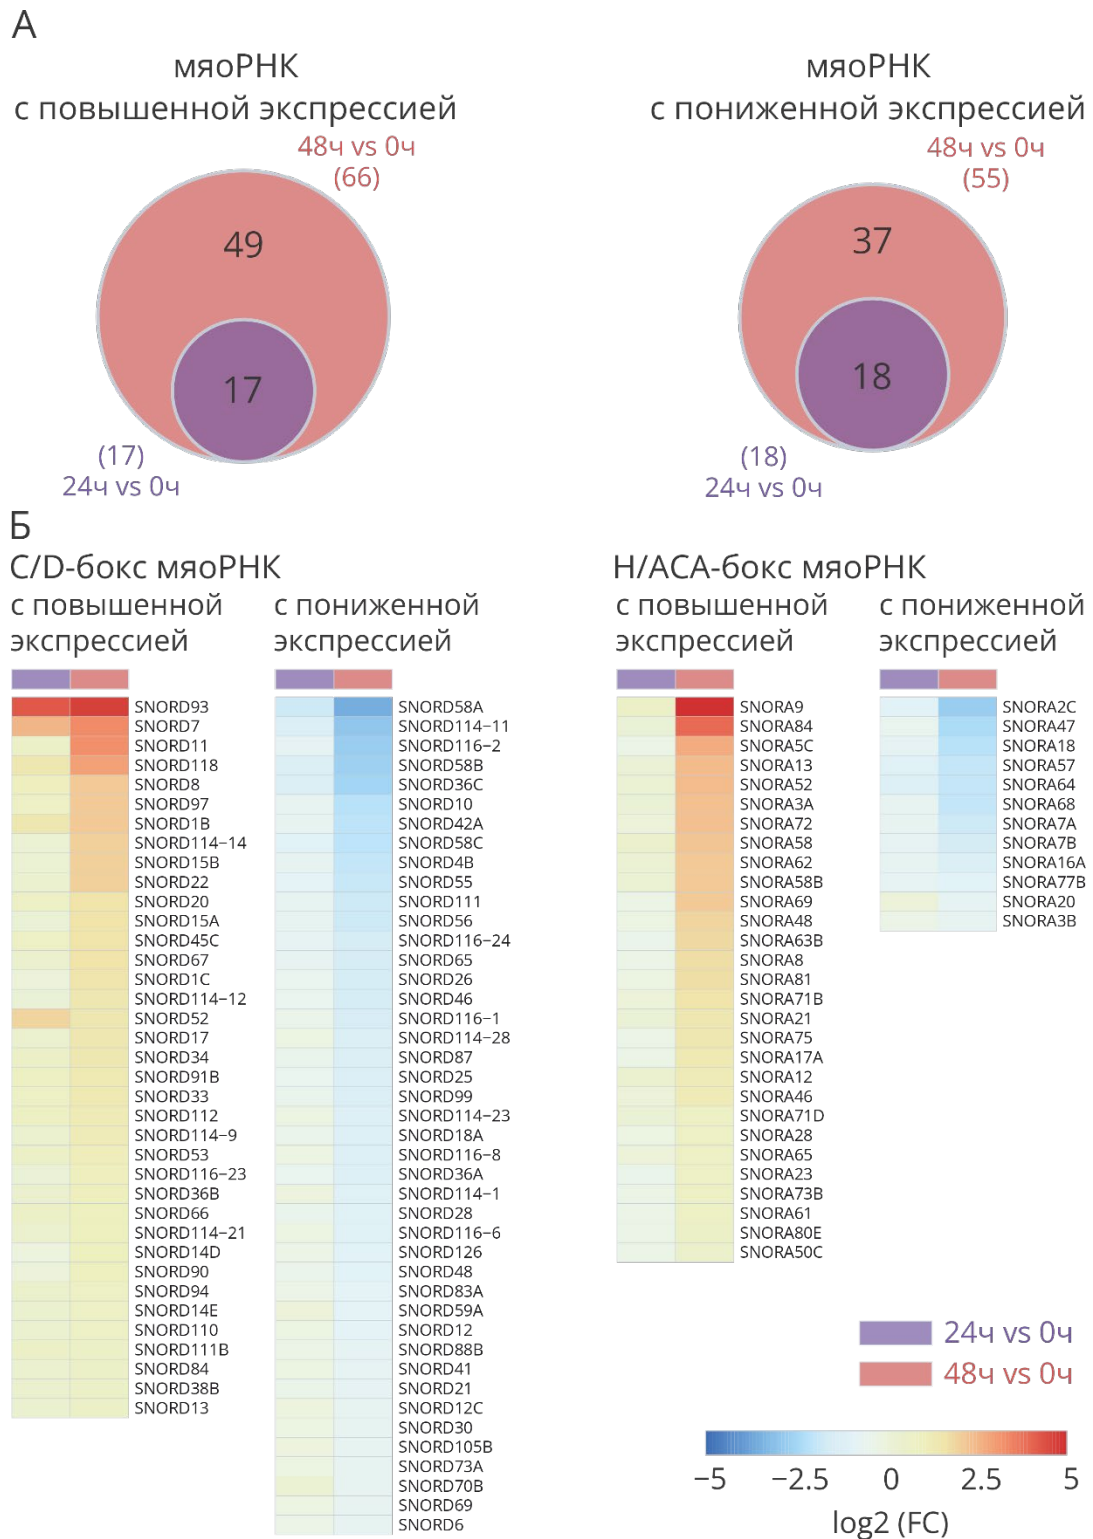 А
мяоРНК
с повышенной экспрессией
48ч vs 0ч
(66)
49
17
(17)
24ч vs 0ч
мяоРНК
с пониженной экспрессией
48ч vs 0ч
(55)
37
18
(18)
24ч vs 0ч
Б
C/D-бокс мяоРНК
с повышенной
экспрессией
SNORD93
SNORD7
SNORD11
SNORD118
SNORD8
SNORD97
SNORD1B
SNORD114−14
SNORD15B
SNORD22
SNORD20
SNORD15A
SNORD45C
SNORD67
SNORD1C
SNORD114−12
SNORD52
SNORD17
SNORD34
SNORD91B
SNORD33
SNORD112
SNORD114−9
SNORD53
SNORD116−23
SNORD36B
SNORD66
SNORD114−21
SNORD14D
SNORD90
SNORD94
SNORD14E
SNORD110
SNORD111B
SNORD84
SNORD38B
SNORD13
с пониженной
экспрессией
SNORD58A
SNORD114−11
SNORD116−2
SNORD58B
SNORD36C
SNORD10
SNORD42A
SNORD58C
SNORD4B
SNORD55
SNORD111
SNORD56
SNORD116−24
SNORD65
SNORD26
SNORD46
SNORD116−1
SNORD114−28
SNORD87
SNORD25
SNORD99
SNORD114−23
SNORD18A
SNORD116−8
SNORD36A
SNORD114−1
SNORD28
SNORD116−6
SNORD126
SNORD48
SNORD83A
SNORD59A
SNORD12
SNORD88B
SNORD41
SNORD21
SNORD12C
SNORD30
SNORD105B
SNORD73A
SNORD70B
SNORD69
SNORD6
H/ACA-бокс мяоРНК
с повышенной
экспрессией
SNORA9
SNORA84
SNORA5C
SNORA13
SNORA52
SNORA3A
SNORA72
SNORA58
SNORA62
SNORA58B
SNORA69
SNORA48
SNORA63B
SNORA8
SNORA81
SNORA71B
SNORA21
SNORA75
SNORA17A
SNORA12
SNORA46
SNORA71D
SNORA28
SNORA65
SNORA23
SNORA73B
SNORA61
SNORA80E
SNORA50C
с пониженной
экспрессией
SNORA2C
SNORA47
SNORA18
SNORA57
SNORA64
SNORA68
SNORA7A
SNORA7B
SNORA16A
SNORA77B
SNORA20
SNORA3B
24ч vs 0ч
48ч vs 0ч
−5 −2.5 0 2.5 5
log2 (FC)